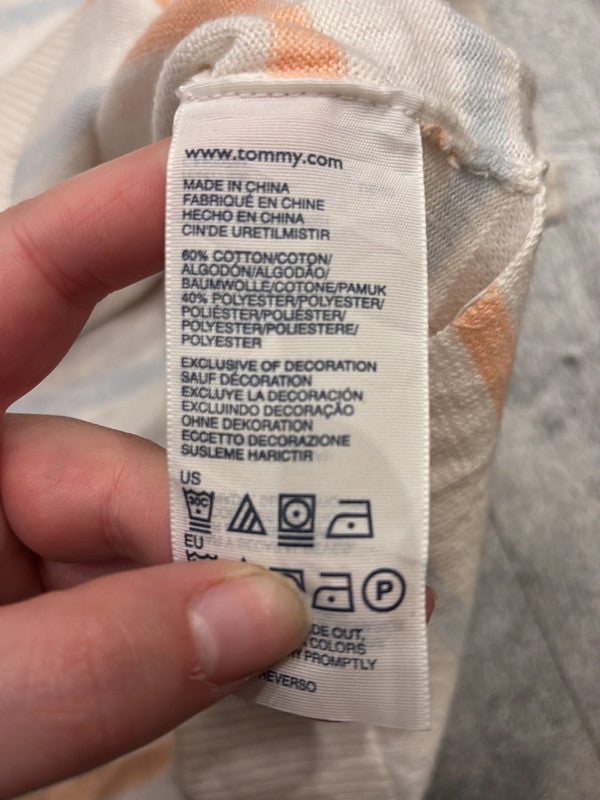 www.tommy.com
MADE IN CHINA
FABRIQUÉ EN CHINE
HECHO EN CHINA
CIN'DE URETILMISTIR
60% COTTON/COTON/
ALGODÓN/ALGODÃO/
BAUMWOLLE/COTONE/PAMUK
40% POLYESTER/POLYESTER/
POLIÉSTER/POLIÉSTER/
POLYESTER/POLIESTERE/
POLYESTER
EXCLUSIVE OF DECORATION
SAUF DÉCORATION
EXCLUYE LA DECORACIÓN
EXCLUINDO DECORAÇÃO
OHNE DEKORATION
ECCETTO DECORAZIONE
SUSLEME HARICTIR
US
30C
EU
P
DE OUT,
COLORS
PROMPTLY
REVERSO